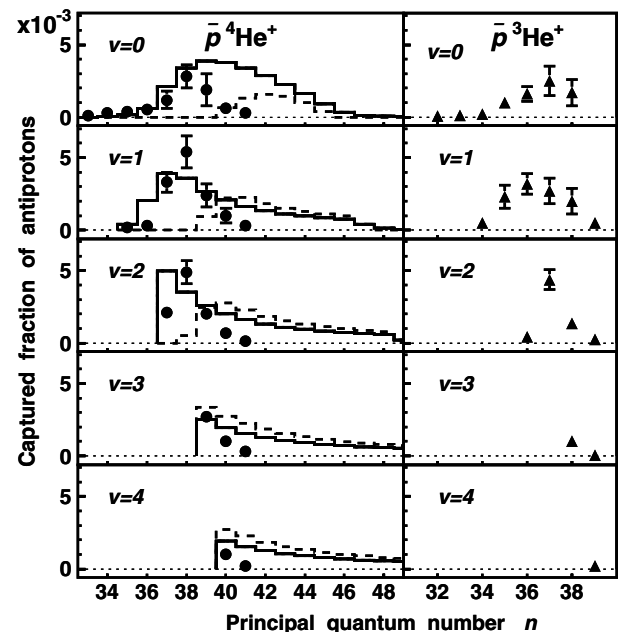 x10⁻³
p̄ ⁴He⁺
p̄ ³He⁺
Captured fraction of antiprotons
5
0
v=0
v=0
5
0
v=1
v=1
5
0
v=2
v=2
5
0
v=3
v=3
5
0
v=4
v=4
34 36 38 40 42 44 46 48 32 34 36 38
Principal quantum number n